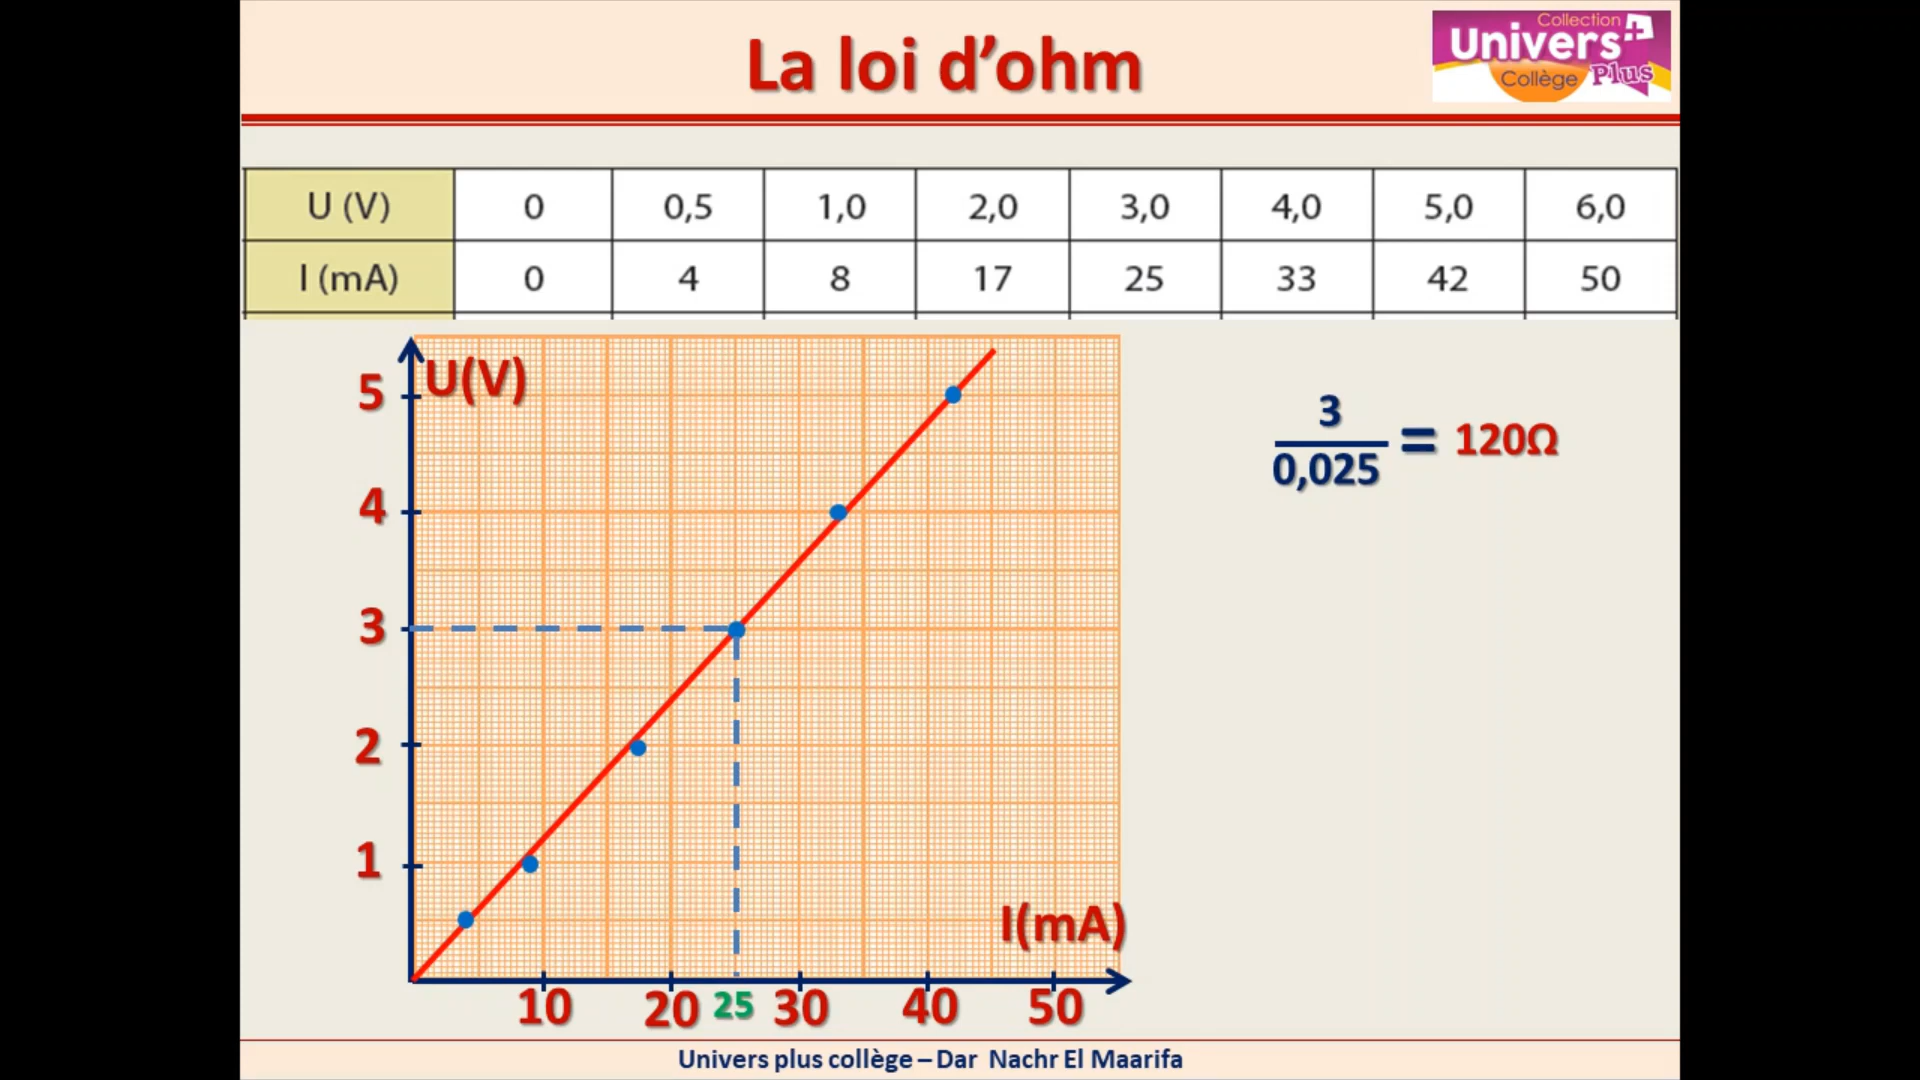 La loi d’ohm
Collection
Univers
Collège Plus
U (V) 0 0,5 1,0 2,0 3,0 4,0 5,0 6,0
I (mA) 0 4 8 17 25 33 42 50
U(V)
5
4
3
2
1
I(mA)
10 20 25 30 40 50
3
0,025
= 120Ω
Univers plus collège – Dar Nachr El Maarifa